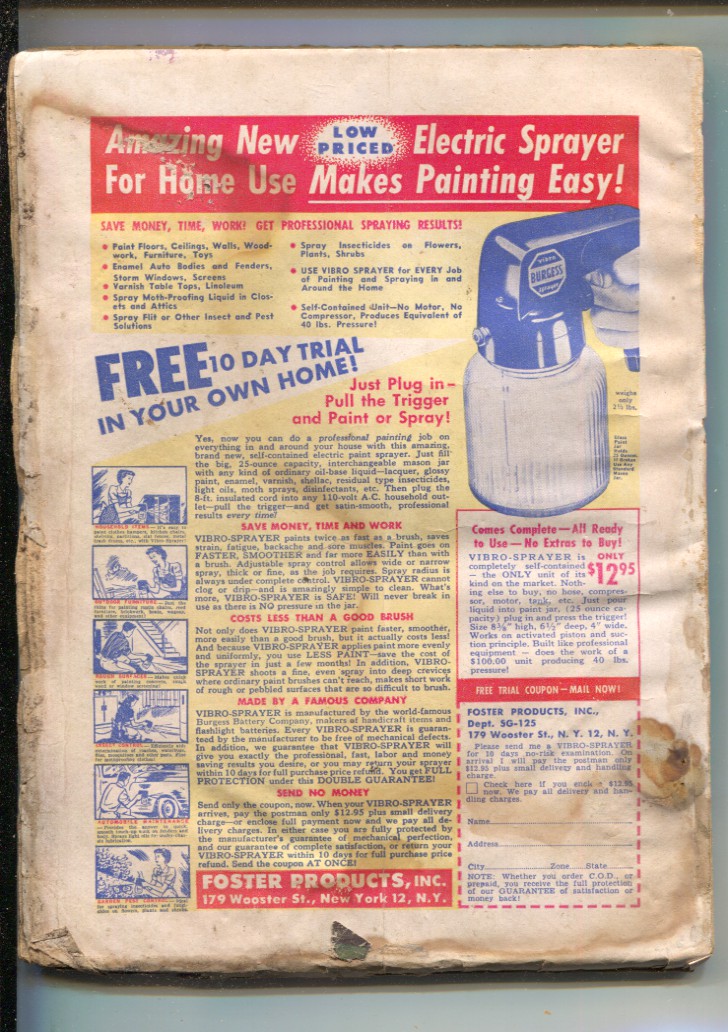 Amazing New LOW PRICED Electric Sprayer
For Home Use Makes Painting Easy!
SAVE MONEY, TIME, WORK! GET PROFESSIONAL SPRAYING RESULTS!
• Paint Floors, Ceilings, Walls, Wood-
work, Furniture, Toys
• Enamel Auto Bodies and Fenders,
Storm Windows, Screens
• Varnish Table Tops, Linoleum
• Spray Moth-Proofing Liquid in Clos-
ets and Attics
• Spray Flit or Other Insect and Pest
Solutions
• Spray Insecticides on Flowers,
Plants, Shrubs
• USE VIBRO SPRAYER for EVERY Job
of Painting and Spraying in and
Around the Home
• Self-Contained Unit—No Motor, No
Compressor, Produces Equivalent of
40 lbs. Pressure!
VIBRO
BURGESS
sprayer
FREE 10 DAY TRIAL
IN YOUR OWN HOME!
Just Plug in—
Pull the Trigger
and Paint or Spray!
weighs
only
2½ lbs.
Yes, now you can do a professional painting job on
everything in and around your house with this amazing,
brand new, self-contained electric paint sprayer. Just fill
the big, 25-ounce capacity, interchangeable mason jar
with any kind of ordinary oil-base liquid—lacquer, glossy
paint, enamel, varnish, shellac, residual type insecticides,
light oils, moth sprays, disinfectants, etc. Then plug the
8-ft. insulated cord into any 110-volt A.C. household out-
let—pull the trigger—and get satin-smooth, professional
results every time!
SAVE MONEY, TIME AND WORK
VIBRO-SPRAYER paints twice as fast as a brush, saves
strain, fatigue, backache and sore muscles. Paint goes on
FASTER, SMOOTHER and far more EASILY than with
a brush. Adjustable spray control allows wide or narrow
spray, thick or fine, as the job requires. Spray radius is
always under complete control. VIBRO-SPRAYER cannot
clog or drip—and is amazingly simple to clean. What's
more, VIBRO-SPRAYER is SAFE! Will never break in
use as there is NO pressure in the jar.
COSTS LESS THAN A GOOD BRUSH
Not only does VIBRO-SPRAYER paint faster, smoother,
more easily than a good brush, but it actually costs less!
And because VIBRO-SPRAYER applies paint more evenly
and uniformly, you use LESS PAINT—save the cost of
the sprayer in just a few months! In addition, VIBRO-
SPRAYER shoots a fine, even spray into deep crevices
where ordinary paint brushes can't reach, makes short work
of rough or pebbled surfaces that are so difficult to brush.
MADE BY A FAMOUS COMPANY
VIBRO-SPRAYER is manufactured by the world-famous
Burgess Battery Company, makers of handicraft items and
flashlight batteries. Every VIBRO-SPRAYER is guaran-
teed by the manufacturer to be free of mechanical defects.
In addition, we guarantee that VIBRO-SPRAYER will
give you exactly the professional, fast, labor and money
saving results you desire, or you may return your sprayer
within 10 days for full purchase price refund. You get FULL
PROTECTION under this DOUBLE GUARANTEE!
SEND NO MONEY
Send only the coupon, now. When your VIBRO-SPRAYER
arrives, pay the postman only $12.95 plus small delivery
charge—or enclose full payment now and we pay all de-
livery charges. In either case you are fully protected by
the manufacturer's guarantee of mechanical perfection,
and our guarantee of complete satisfaction, or return your
VIBRO-SPRAYER within 10 days for full purchase price
refund. Send the coupon AT ONCE!
FOSTER PRODUCTS, INC.
179 Wooster St., New York 12, N.Y.
HOUSEHOLD ITEMS
OUTDOOR FURNITURE
ROUGH SURFACES
INSECT CONTROL
AUTOMOBILE MAINTENANCE
GARDEN PEST CONTROL
Comes Complete—All Ready
to Use—No Extras to Buy!
ONLY
$12.95
VIBRO-SPRAYER is
completely self-contained
—the ONLY unit of its
kind on the market. Noth-
ing else to buy, no hose, compres-
sor, motor, tank, etc. Just pour
liquid into paint jar, (25 ounce ca-
pacity) plug in and press the trigger!
Size 8⅜" high, 6½" deep, 4" wide.
Works on activated piston and suc-
tion principle. Built like professional
equipment — does the work of a
$100.00 unit producing 40 lbs.
pressure!
FREE TRIAL COUPON—MAIL NOW!
FOSTER PRODUCTS, INC.,
Dept. SG-125
179 Wooster St., N. Y. 12, N. Y.
Please send me a VIBRO-SPRAYER
for 10 days no-risk examination. On
arrival I will pay the postman only
$12.95 plus small delivery and handling
charge.
Check here if you enclose $12.95
now. We pay all delivery and han-
dling charges.
Name
Address
City Zone State
NOTE: Whether you order C.O.D., or
prepaid, you receive the full protection
of our GUARANTEE of satisfaction or
money back!